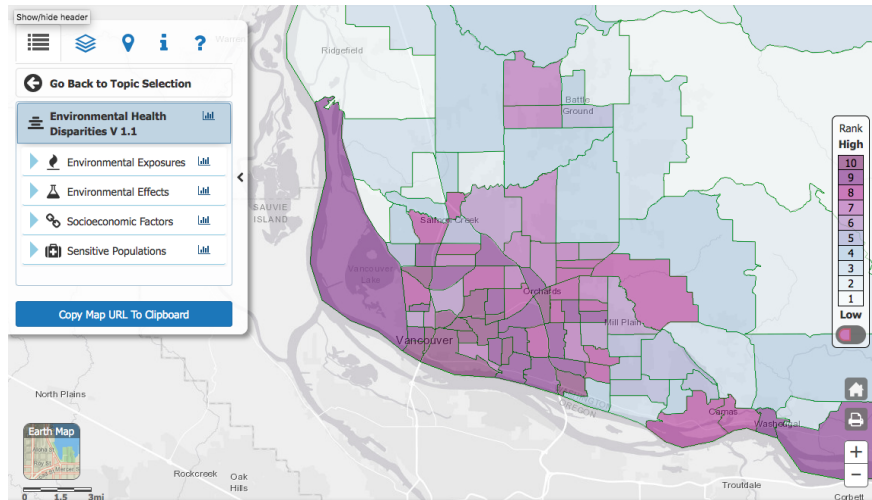 Show/hide header
Ridgefield
Go Back to Topic Selection
Environmental Health
Disparities V 1.1
Environmental Exposures
Environmental Effects
Socioeconomic Factors
Sensitive Populations
Copy Map URL To Clipboard
Battle
Ground
SAUVIE
ISLAND
Salmon Creek
Vancouver
Lake
Orchards
Mill Plain
Vancouver
WASHINGTON
OREGON
Camas
Washougal
Rank
High
10
9
8
7
6
5
4
3
2
1
Low
North Plains
Earth Map
Rockcreek
Oak
Hills
Troutdale
Corbett
0 1.5 3mi